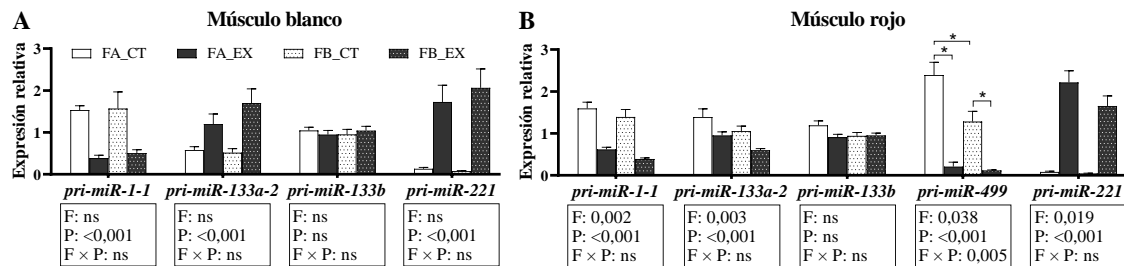 A
Músculo blanco
Expresión relativa
FA_CT
FA_EX
FB_CT
FB_EX
3
2
1
0
pri-miR-1-1
pri-miR-133a-2
pri-miR-133b
pri-miR-221
F: ns
P: <0,001
F × P: ns
F: ns
P: <0,001
F × P: ns
F: ns
P: ns
F × P: ns
F: ns
P: <0,001
F × P: ns
B
Músculo rojo
Expresión relativa
3
2
1
0
*
*
*
pri-miR-1-1
pri-miR-133a-2
pri-miR-133b
pri-miR-499
pri-miR-221
F: 0,002
P: <0,001
F × P: ns
F: 0,003
P: <0,001
F × P: ns
F: ns
P: ns
F × P: ns
F: 0,038
P: <0,001
F × P: 0,005
F: 0,019
P: <0,001
F × P: ns